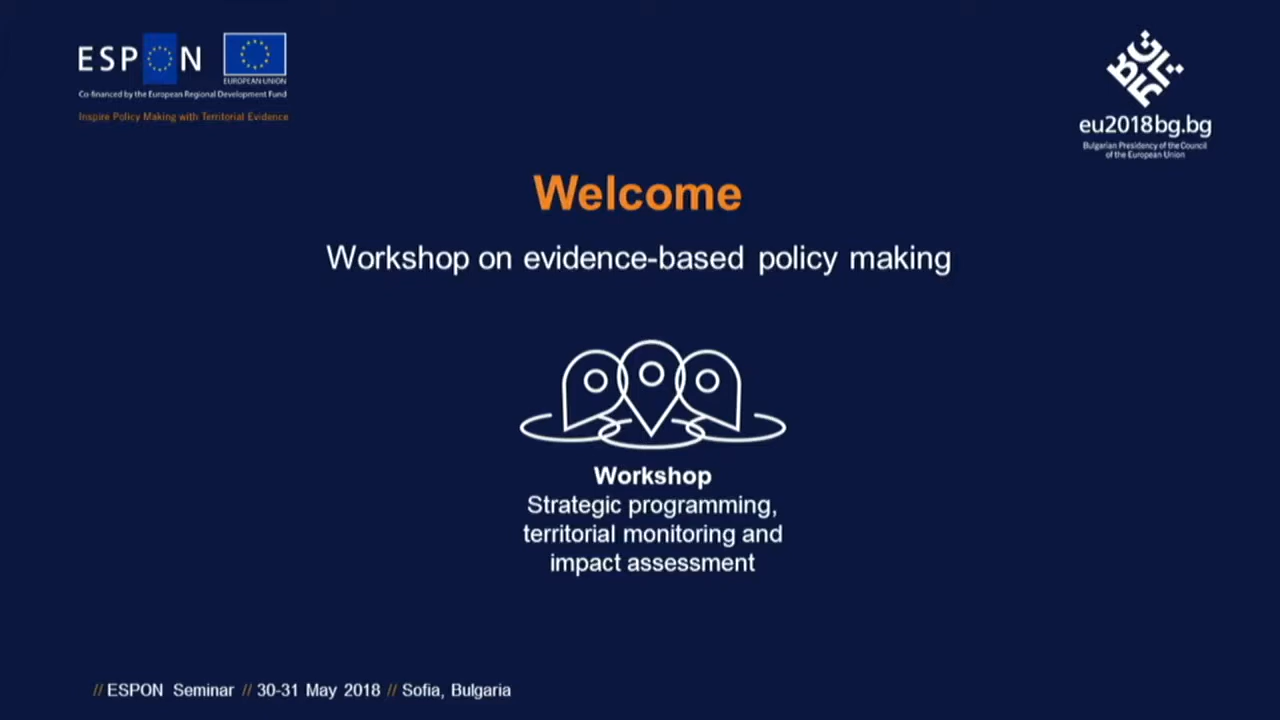 ESPON
EUROPEAN UNION
Co-financed by the European Regional Development Fund
Inspire Policy Making with Territorial Evidence
eu2018bg.bg
Bulgarian Presidency of the Council
of the European Union
Welcome
Workshop on evidence-based policy making
Workshop
Strategic programming,
territorial monitoring and
impact assessment
// ESPON Seminar // 30-31 May 2018 // Sofia, Bulgaria